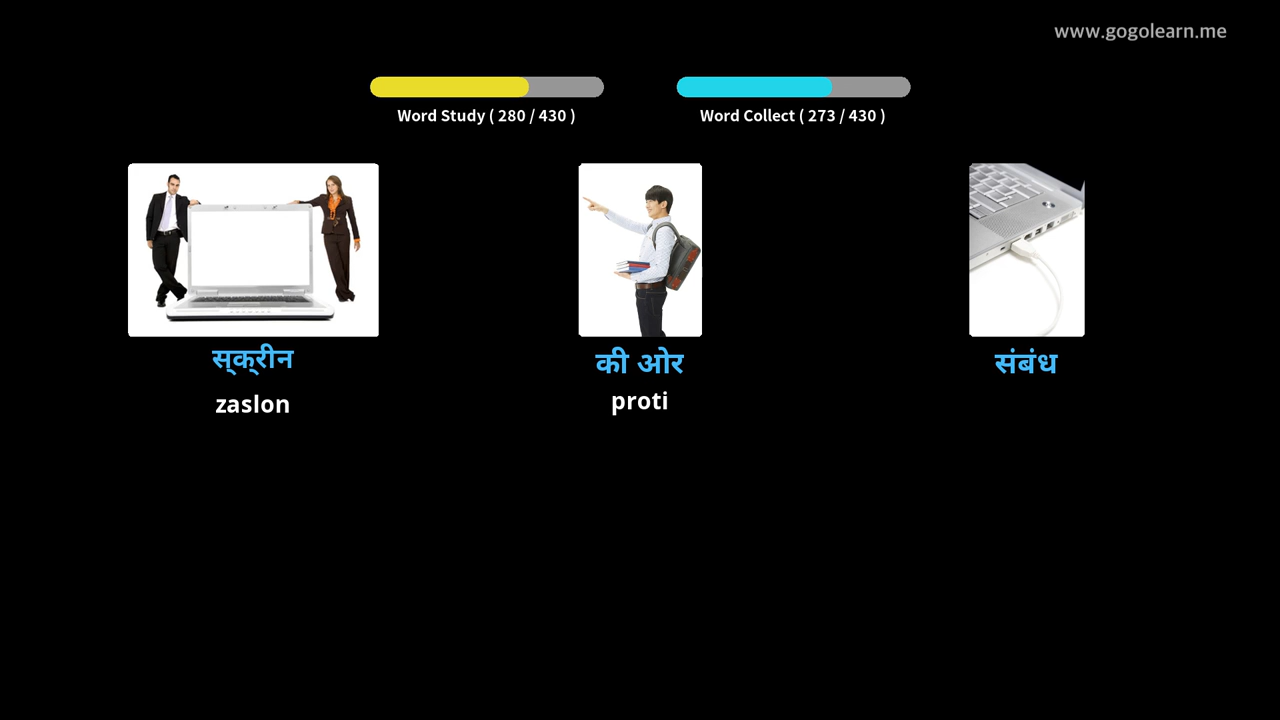 www.gogolearn.me
Word Study ( 280 / 430 )
Word Collect ( 273 / 430 )
स्क्रीन
की ओर
संबंध
zaslon
proti